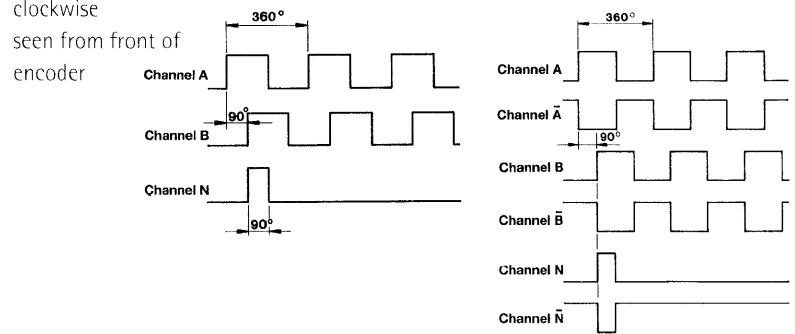 clockwise
seen from front of
encoder
360°
Channel A
90°
Channel B
Channel N
90°
360°
Channel A
Channel A̅
90°
Channel B
Channel B̅
Channel N
Channel N̅